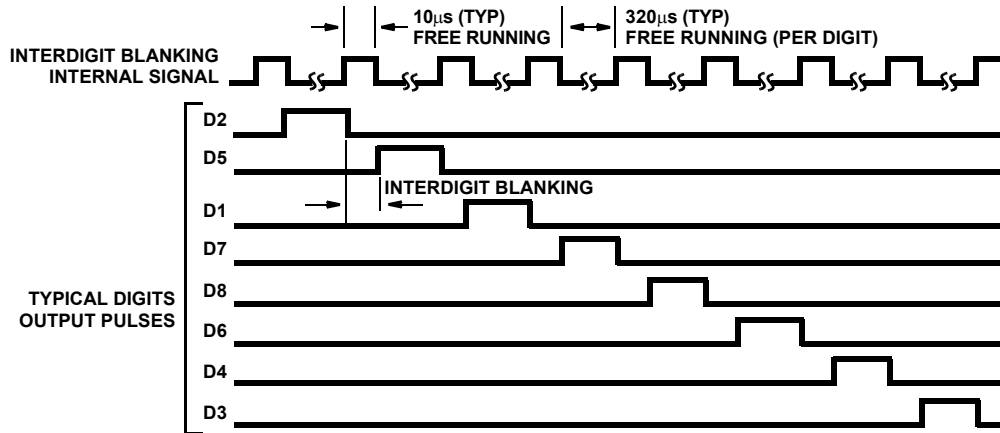 10µs (TYP)
FREE RUNNING
320µs (TYP)
FREE RUNNING (PER DIGIT)
INTERDIGIT BLANKING
INTERNAL SIGNAL
D2
D5
INTERDIGIT BLANKING
D1
D7
TYPICAL DIGITS
OUTPUT PULSES
D8
D6
D4
D3